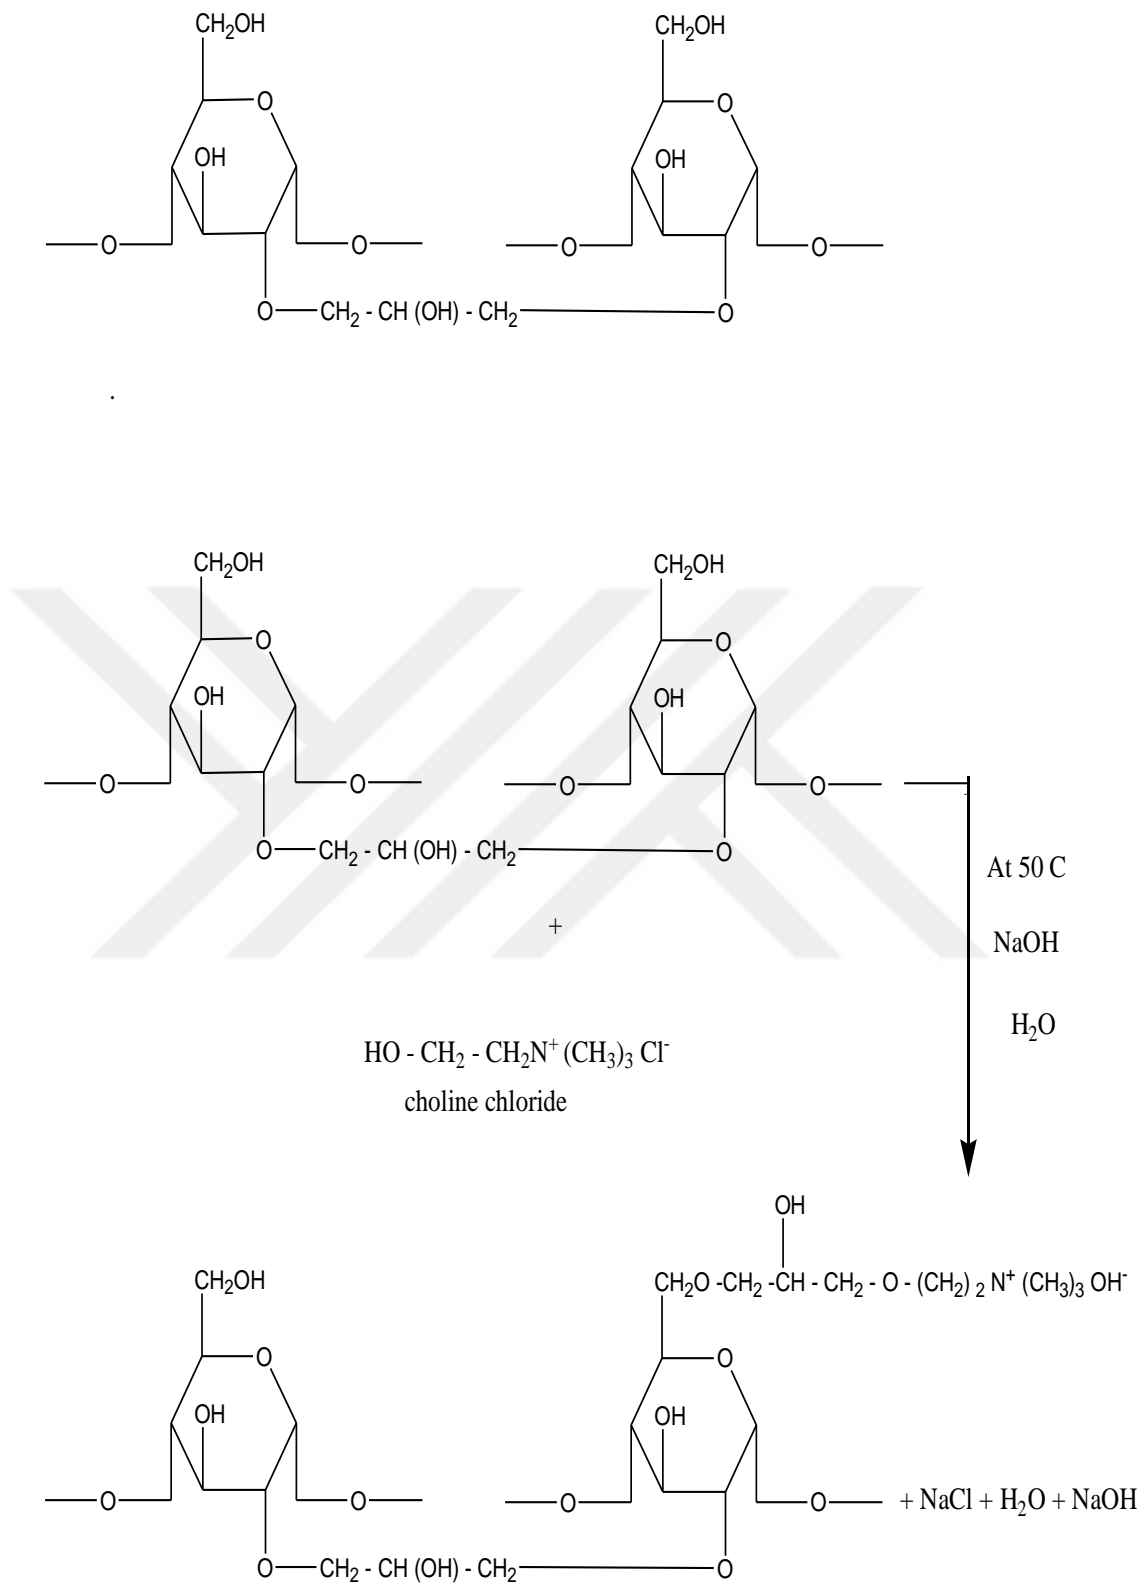 CH₂OH CH₂OH
O O
OH OH
O O O O
O CH₂ - CH (OH) - CH₂ O
.
CH₂OH CH₂OH
O O
OH OH
O O O O
O CH₂ - CH (OH) - CH₂ O
At 50 C
+
NaOH
H₂O
HO - CH₂ - CH₂N⁺ (CH₃)₃ Cl⁻
choline chloride
OH
CH₂OH CH₂O -CH₂ -CH - CH₂ - O - (CH₂) ₂ N⁺ (CH₃)₃ OH⁻
O O
OH OH
O O O O + NaCl + H₂O + NaOH
O CH₂ - CH (OH) - CH₂ O